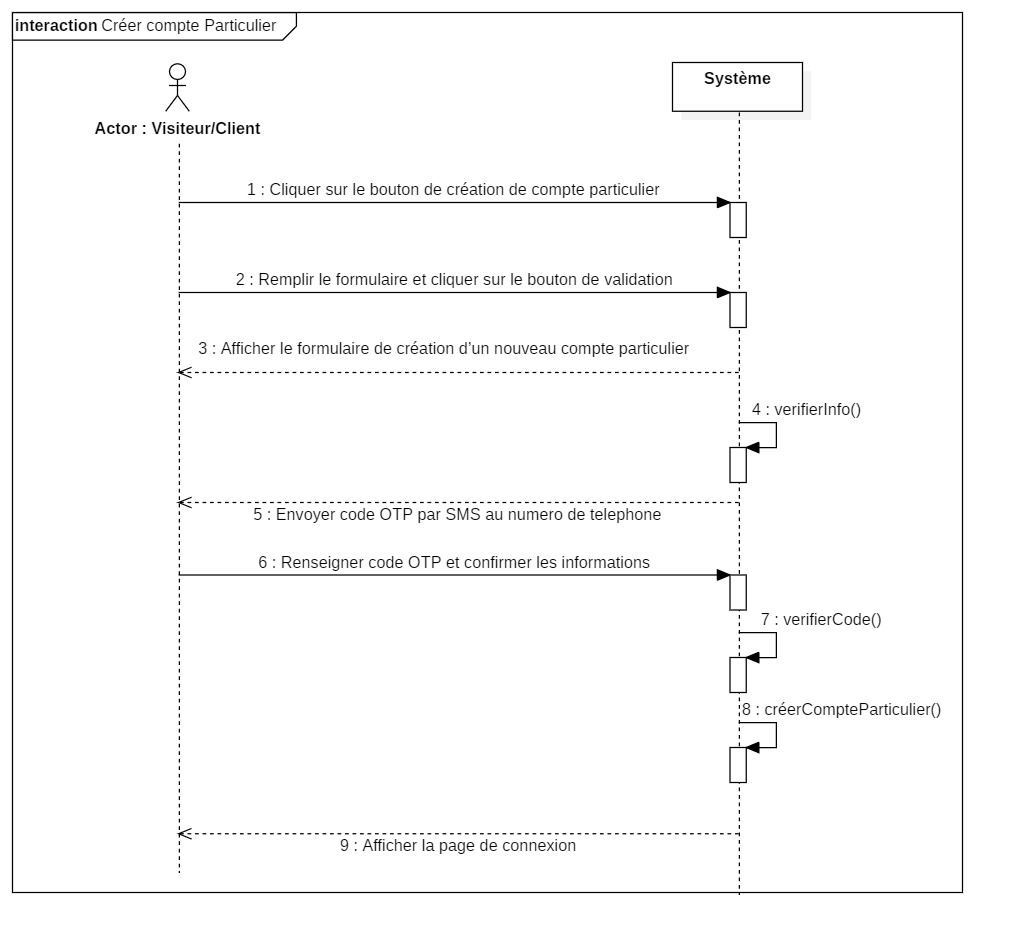 interaction Créer compte Particulier
Système
Actor : Visiteur/Client
1 : Cliquer sur le bouton de création de compte particulier
2 : Remplir le formulaire et cliquer sur le bouton de validation
3 : Afficher le formulaire de création d’un nouveau compte particulier
4 : verifierInfo()
5 : Envoyer code OTP par SMS au numero de telephone
6 : Renseigner code OTP et confirmer les informations
7 : verifierCode()
8 : créerCompteParticulier()
9 : Afficher la page de connexion